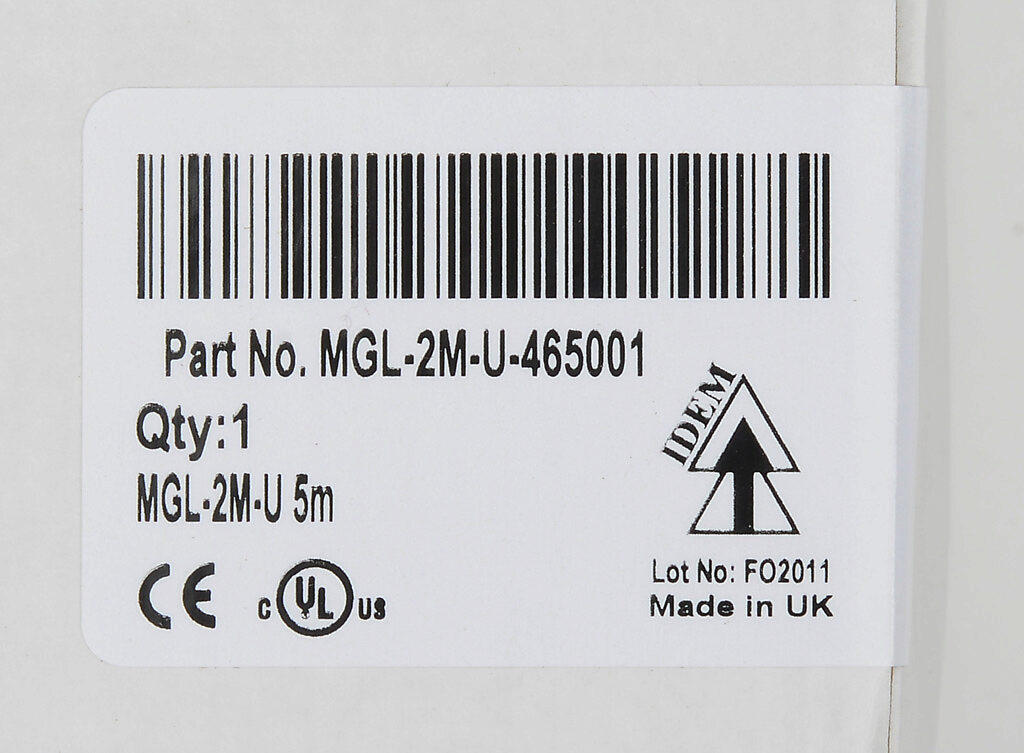 Part No. MGL-2M-U-465001
Qty:1
MGL-2M-U 5m
IDEM
CE
c UL us
Lot No: FO2011
Made in UK